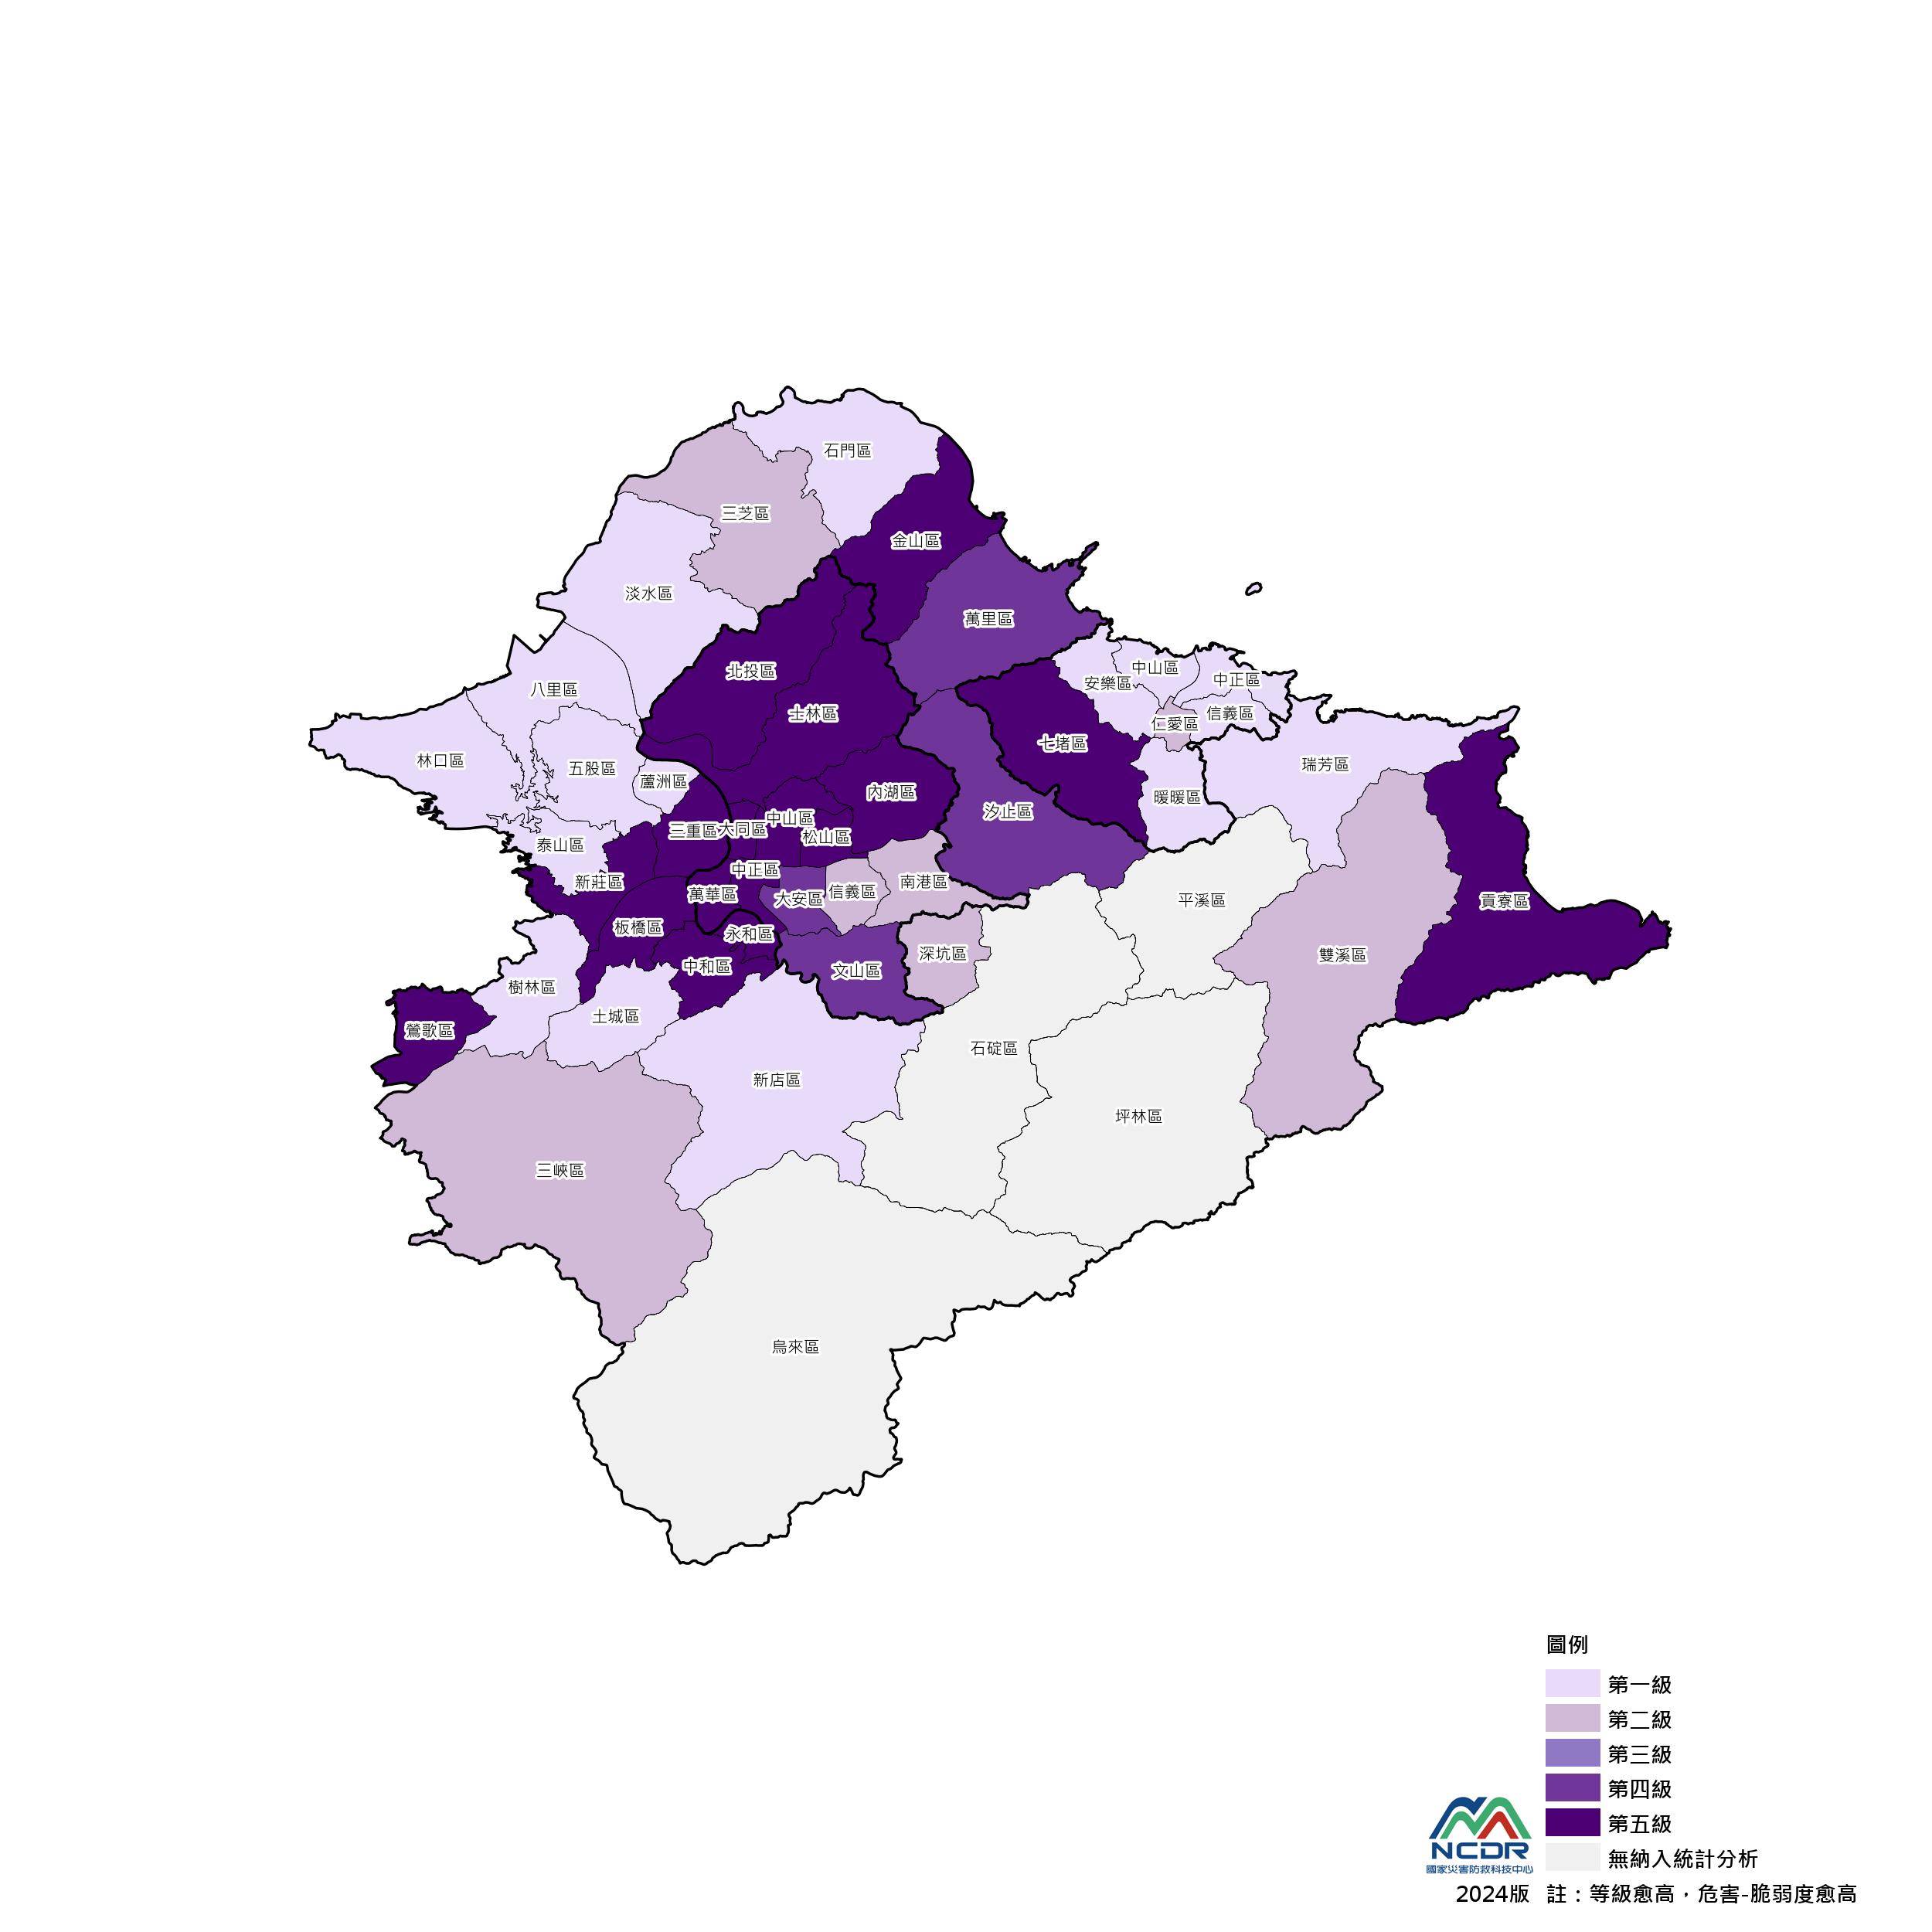 石門區
三芝區
金山區
淡水區
萬里區
北投區
中山區
中正區
安樂區
八里區
士林區
信義區
仁愛區
七堵區
林口區
五股區
蘆洲區
瑞芳區
內湖區
暖暖區
汐止區
中山區
三重區
大同區
松山區
泰山區
中正區
新莊區
信義區
南港區
萬華區
大安區
平溪區
貢寮區
板橋區
永和區
深坑區
雙溪區
中和區
文山區
樹林區
土城區
鶯歌區
石碇區
新店區
坪林區
三峽區
烏來區
圖例
第一級
第二級
第三級
第四級
第五級
無納入統計分析
NCDR
國家災害防救科技中心
2024版 註：等級愈高，危害-脆弱度愈高